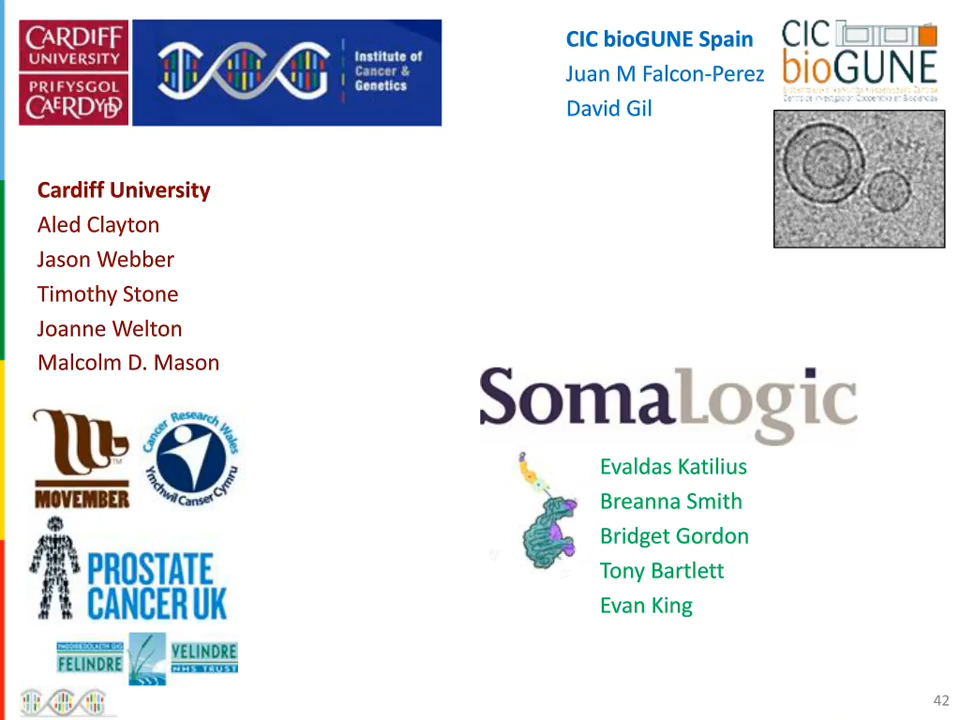 CARDIFF
UNIVERSITY
PRIFYSGOL
CAERDYDD
Institute of
Cancer &
Genetics
CIC bioGUNE Spain
Juan M Falcon-Perez
David Gil
CIC
bioGUNE
Cardiff University
Aled Clayton
Jason Webber
Timothy Stone
Joanne Welton
Malcolm D. Mason
MOVEMBER
TM
Cancer Research Wales
Ymchwil Canser Cymru
PROSTATE
CANCER UK
FELINDRE
VELINDRE
NHS TRUST
SomaLogic
Evaldas Katilius
Breanna Smith
Bridget Gordon
Tony Bartlett
Evan King
42